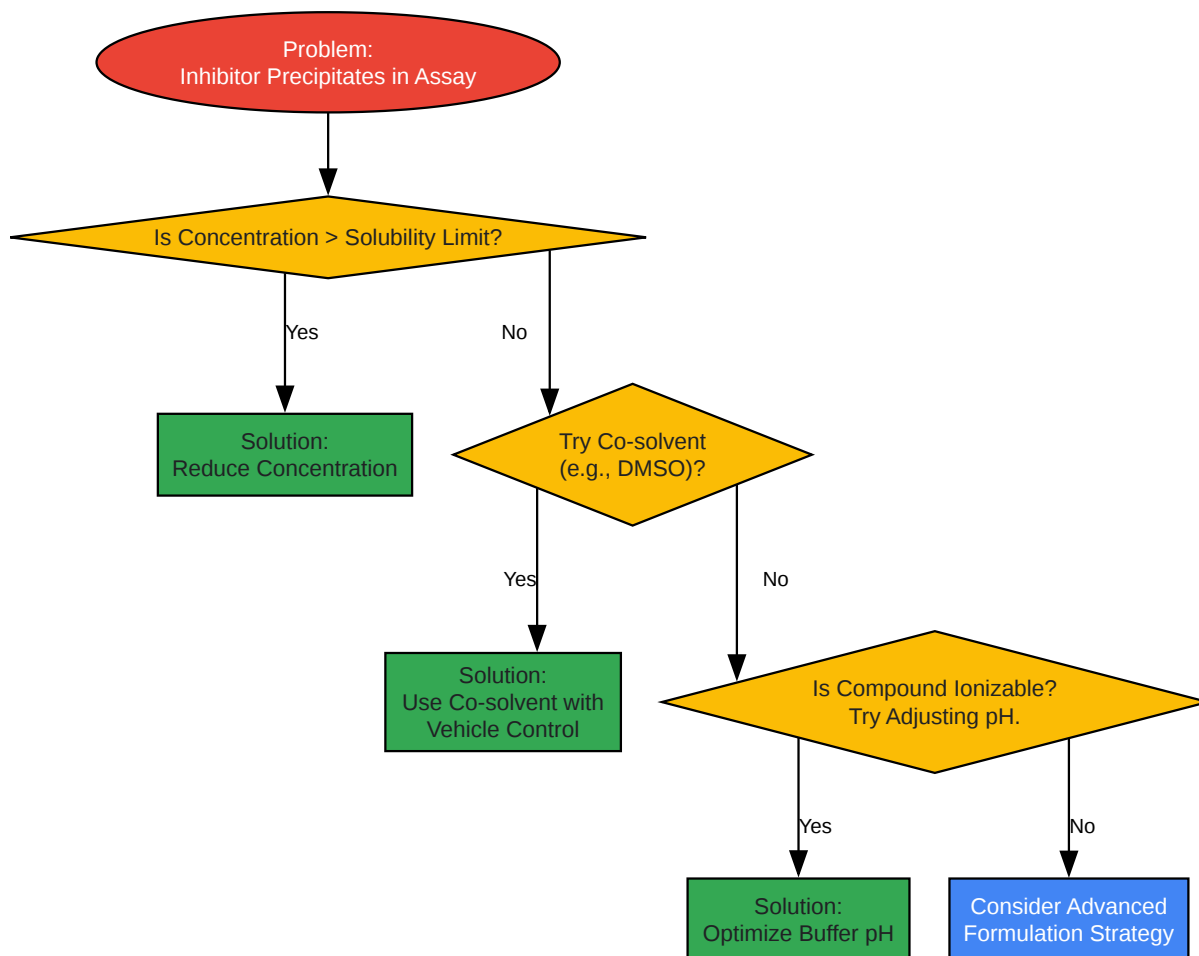 Problem:
Inhibitor Precipitates in Assay
Is Concentration > Solubility Limit?
Yes
No
Solution:
Reduce Concentration
Try Co-solvent
(e.g., DMSO)?
Yes
No
Solution:
Use Co-solvent with
Vehicle Control
Is Compound Ionizable?
Try Adjusting pH.
Yes
No
Solution:
Optimize Buffer pH
Consider Advanced
Formulation Strategy